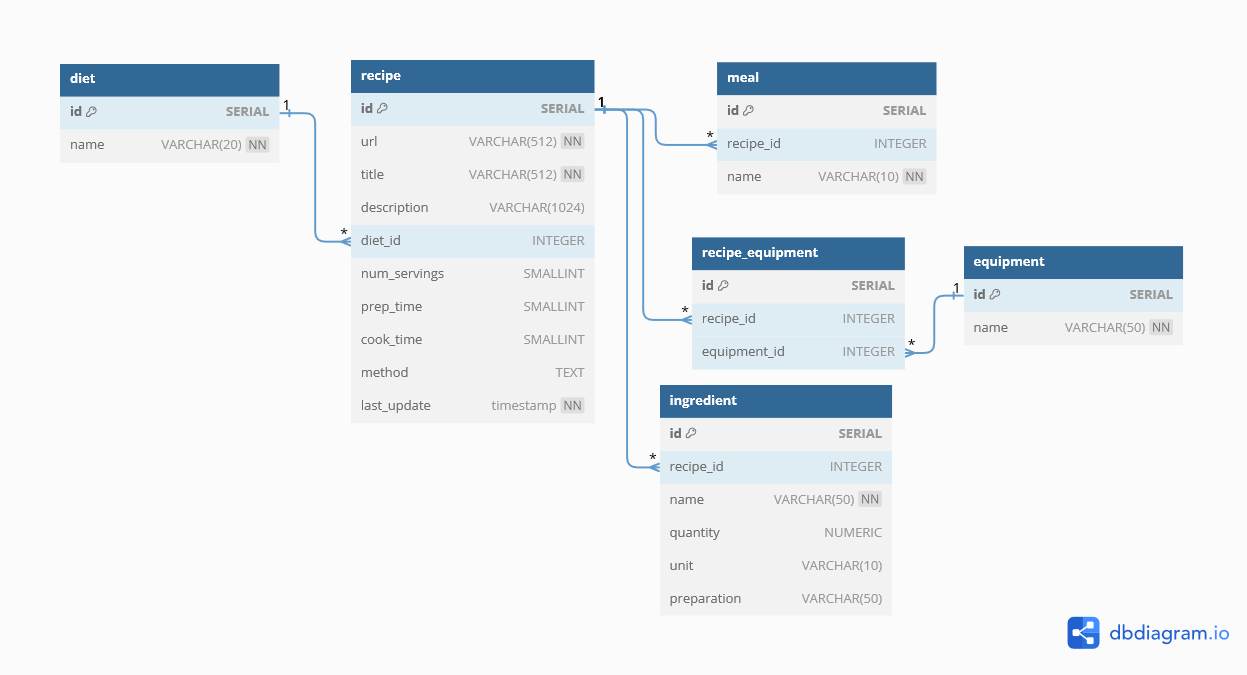 diet
id SERIAL
name VARCHAR(20) NN
1
*
recipe
id SERIAL
url VARCHAR(512) NN
title VARCHAR(512) NN
description VARCHAR(1024)
diet_id INTEGER
num_servings SMALLINT
prep_time SMALLINT
cook_time SMALLINT
method TEXT
last_update timestamp NN
1
*
meal
id SERIAL
recipe_id INTEGER
name VARCHAR(10) NN
*
recipe_equipment
id SERIAL
recipe_id INTEGER
equipment_id INTEGER
*
1
equipment
id SERIAL
name VARCHAR(50) NN
*
ingredient
id SERIAL
recipe_id INTEGER
name VARCHAR(50) NN
quantity NUMERIC
unit VARCHAR(10)
preparation VARCHAR(50)
dbdiagram.io